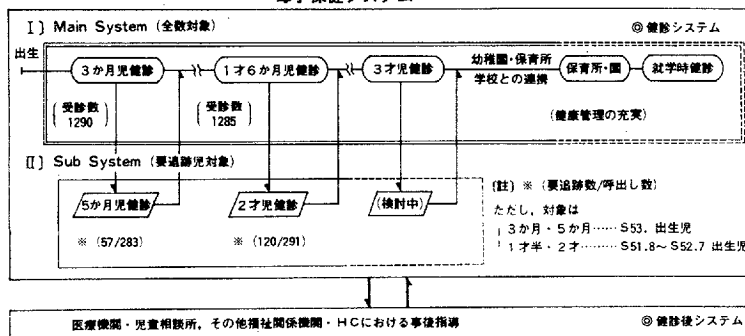 Ⅰ〕Main System (全数対象)
◎健診システム
出生
3か月児健診
1才6か月児健診
3才児健診
幼稚園・保育所
学校との連携
保育所・園
就学時健診
受診数
1290
受診数
1285
(健康管理の充実)
〔Ⅱ〕Sub System (要追跡児対象)
5か月児健診
2才児健診
(検討中)
※ (57/283)
※ (120/291)
(註) ※ (要追跡数/呼出し数)
ただし,対象は
3か月・5か月……S53.出生児
1才半・2才………S51.8～S52.7 出生児
医療機関・児童相談所,その他福祉関係機関・HCにおける事後指導
◎健診後システム